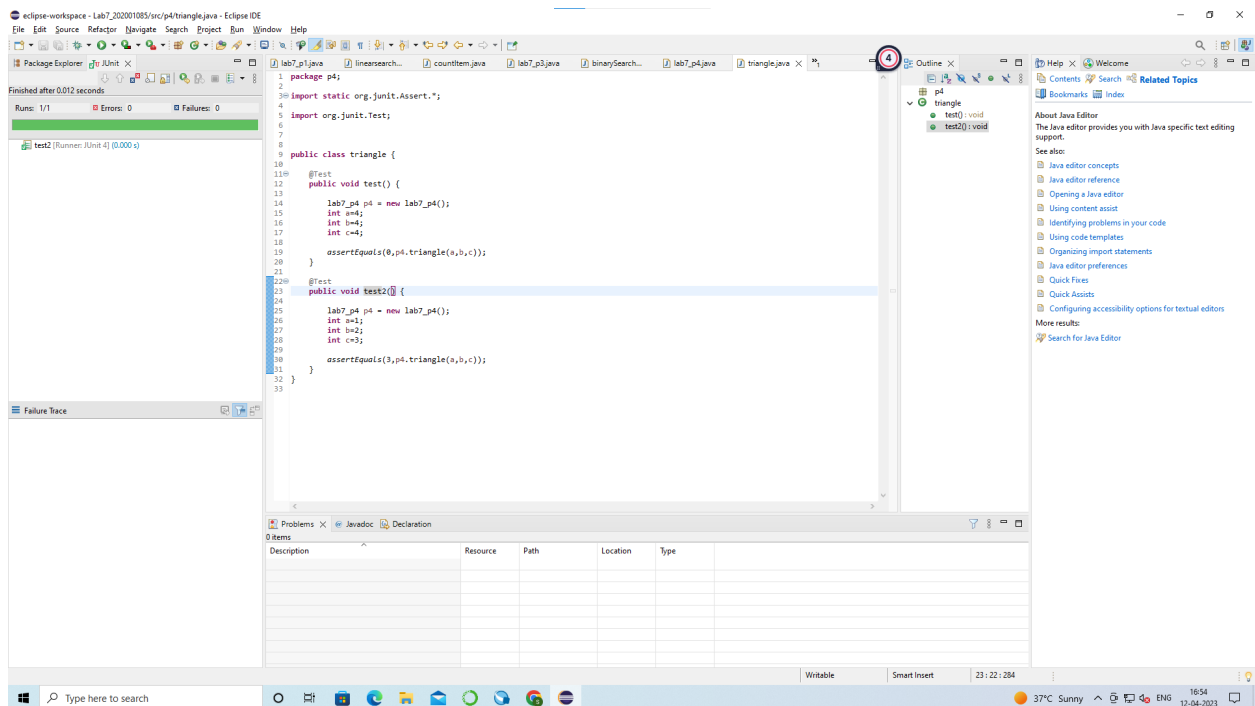 eclipse-workspace - Lab7_202001085/src/p4/triangle.java - Eclipse IDE
File Edit Source Refactor Navigate Search Project Run Window Help
Package Explorer JUnit
Finished after 0.012 seconds
Runs: 1/1 Errors: 0 Failures: 0
test2 [Runner: JUnit 4] (0.000 s)
Failure Trace
lab7_p1.java linearsearch... countItem.java lab7_p3.java binarySearch... lab7_p4.java triangle.java »1
1 package p4;
2
3 import static org.junit.Assert.*;
4
5 import org.junit.Test;
6
7
8
9 public class triangle {
10
11 @Test
12 public void test() {
13
14 lab7_p4 p4 = new lab7_p4();
15 int a=4;
16 int b=4;
17 int c=4;
18
19 assertEquals(0,p4.triangle(a,b,c));
20 }
21
22 @Test
23 public void test2() {
24
25 lab7_p4 p4 = new lab7_p4();
26 int a=1;
27 int b=2;
28 int c=3;
29
30 assertEquals(3,p4.triangle(a,b,c));
31 }
32 }
33
4
Outline
p4
triangle
test() : void
test2() : void
Help Welcome
Contents Search Related Topics
Bookmarks Index
About Java Editor
The Java editor provides you with Java specific text editing
support.
See also:
Java editor concepts
Java editor reference
Opening a Java editor
Using content assist
Identifying problems in your code
Using code templates
Organizing import statements
Java editor preferences
Quick Fixes
Quick Assists
Configuring accessibility options for textual editors
More results:
Search for Java Editor
Problems Javadoc Declaration
0 items
Description Resource Path Location Type
Writable Smart Insert 23 : 22 : 284
Type here to search
37°C Sunny ENG 16:54
12-04-2023